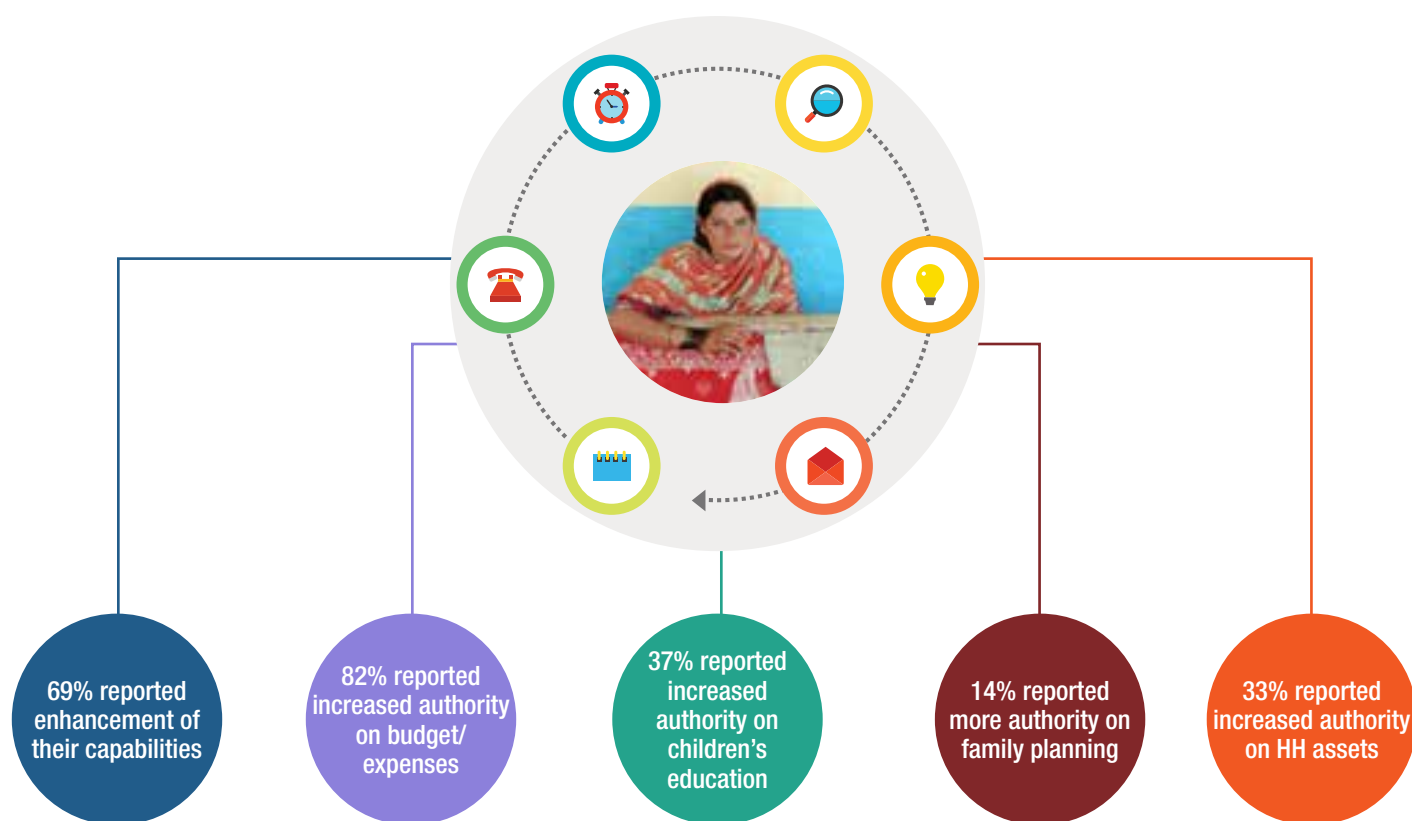 69% reported
enhancement of
their capabilities
82% reported
increased authority
on budget/
expenses
37% reported
increased
authority on
children’s
education
14% reported
more authority on
family planning
33% reported
increased authority
on HH assets